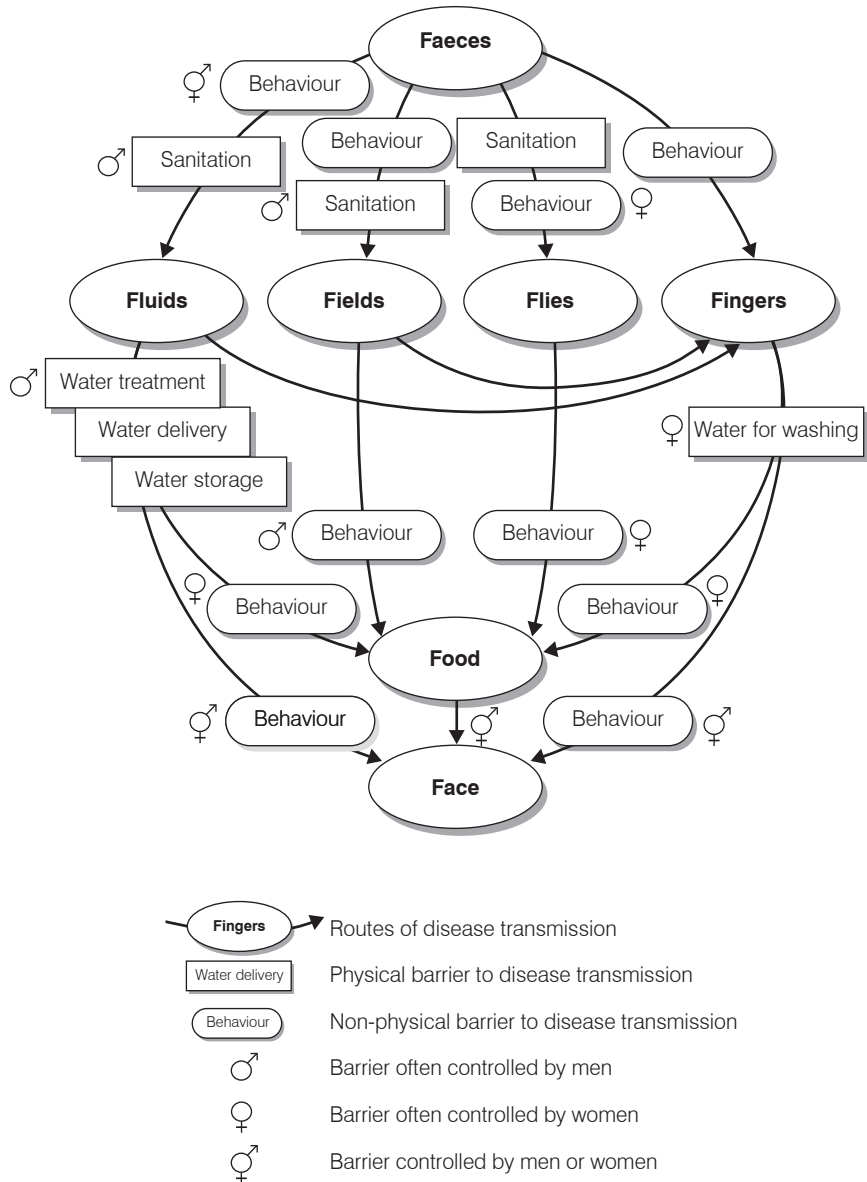 Faeces
Behaviour
Behaviour
Sanitation
Behaviour
Sanitation
Sanitation
Behaviour
Fluids
Fields
Flies
Fingers
Water treatment
Water delivery
Water for washing
Water storage
Behaviour
Behaviour
Behaviour
Behaviour
Food
Behaviour
Behaviour
Face
Fingers
Routes of disease transmission
Water delivery
Physical barrier to disease transmission
Behaviour
Non-physical barrier to disease transmission
♂ Barrier often controlled by men
♀ Barrier often controlled by women
⚥ Barrier controlled by men or women